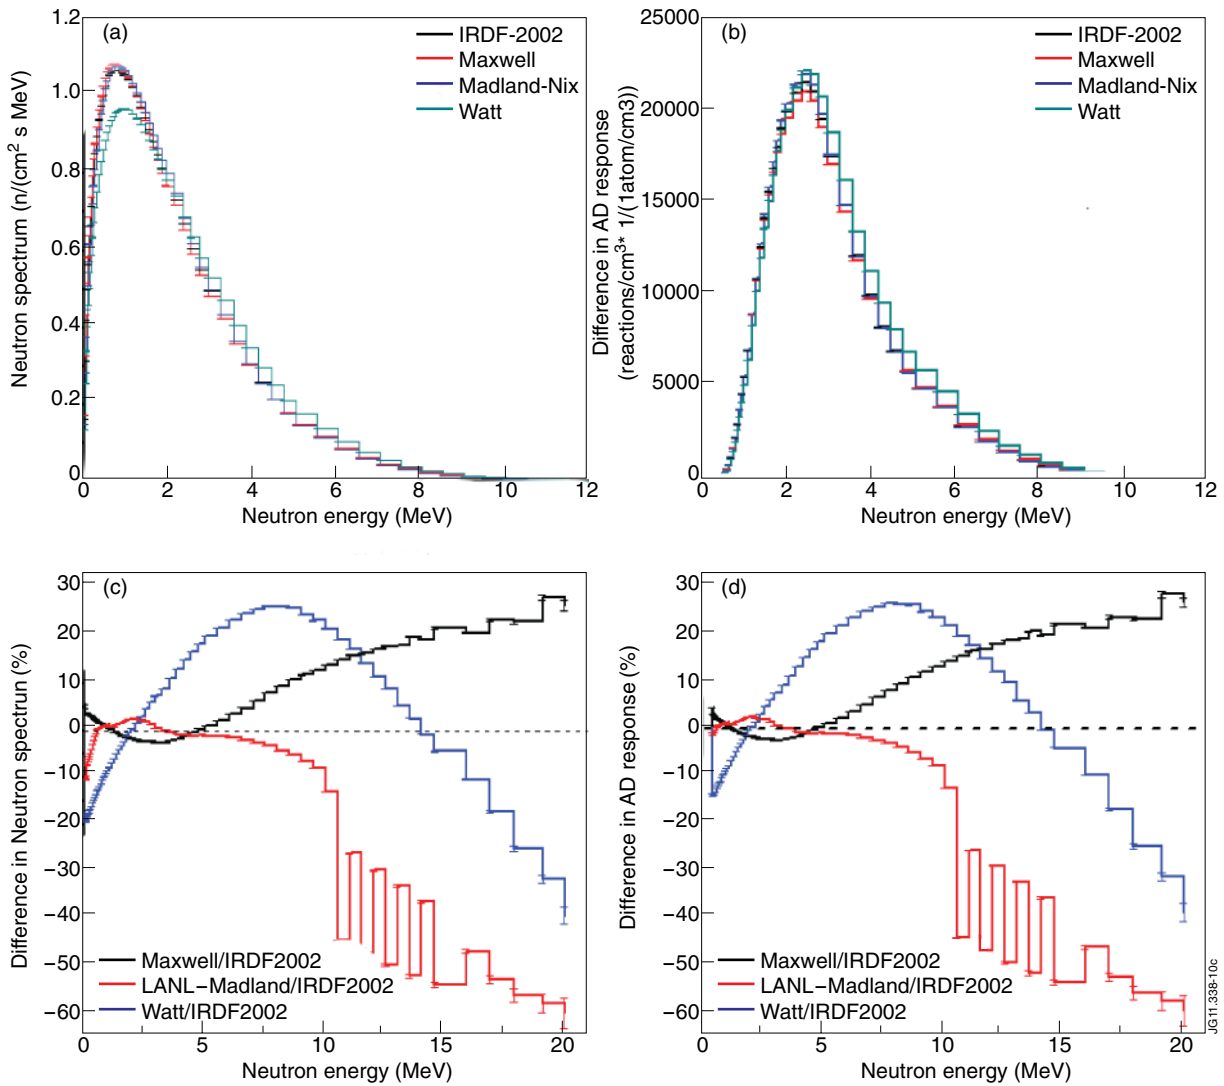 (a)
IRDF-2002
Maxwell
Madland-Nix
Watt
1.2
1.0
0.8
0.6
0.4
0.2
0
Neutron spectrum (n/(cm² s MeV)
0 2 4 6 8 10 12
Neutron energy (MeV)
(b)
IRDF-2002
Maxwell
Madland-Nix
Watt
25000
20000
15000
10000
5000
0
Difference in AD response
(reactions/cm³* 1/(1atom/cm3))
0 2 4 6 8 10 12
Neutron energy (MeV)
(c)
30
20
10
0
−10
−20
−30
−40
−50
−60
Difference in Neutron spectrun (%)
Maxwell/IRDF2002
LANL−Madland/IRDF2002
Watt/IRDF2002
0 5 10 15 20
Neutron energy (MeV)
(d)
30
20
10
0
−10
−20
−30
−40
−50
−60
Difference in AD response (%)
Maxwell/IRDF2002
LANL−Madland/IRDF2002
Watt/IRDF2002
0 5 10 15 20
Neutron energy (MeV)
JG11.338-10c